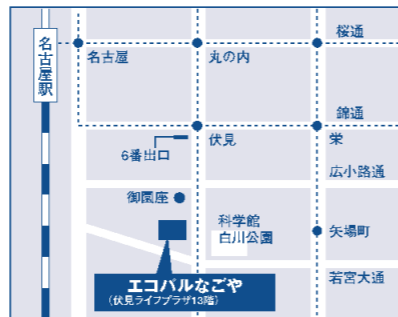 桜通
名古屋駅
名古屋
丸の内
錦通
伏見
栄
6番出口
広小路通
御園座
科学館
白川公園
矢場町
若宮大通
エコパルなごや
(伏見ライフプラザ13階)